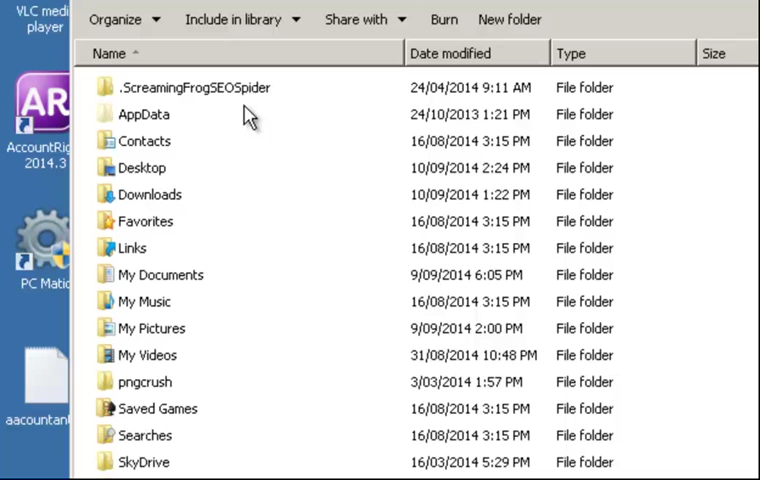 VLC medi
player
Organize Include in library Share with Burn New folder
Name Date modified Type Size
.ScreamingFrogSEOSpider 24/04/2014 9:11 AM File folder
AppData 24/10/2013 1:21 PM File folder
Contacts 16/08/2014 3:15 PM File folder
Desktop 10/09/2014 2:24 PM File folder
Downloads 10/09/2014 1:22 PM File folder
Favorites 16/08/2014 3:15 PM File folder
Links 16/08/2014 3:15 PM File folder
My Documents 9/09/2014 6:05 PM File folder
My Music 16/08/2014 3:15 PM File folder
My Pictures 9/09/2014 2:00 PM File folder
My Videos 31/08/2014 10:48 PM File folder
pngcrush 3/03/2014 1:57 PM File folder
Saved Games 16/08/2014 3:15 PM File folder
Searches 16/08/2014 3:15 PM File folder
SkyDrive 16/03/2014 5:29 PM File folder
AR
AccountRig
2014.3
PC Matic
aacountan